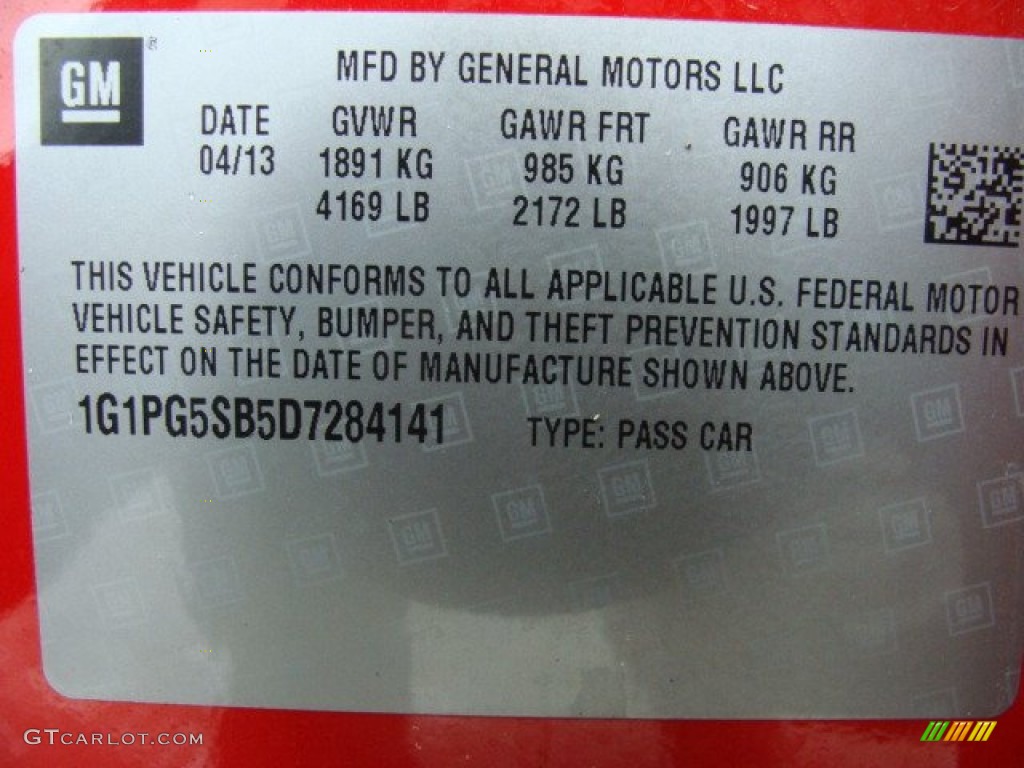 GM
MFD BY GENERAL MOTORS LLC
DATE GVWR GAWR FRT GAWR RR
04/13 1891 KG 985 KG 906 KG
4169 LB 2172 LB 1997 LB
THIS VEHICLE CONFORMS TO ALL APPLICABLE U.S. FEDERAL MOTOR
VEHICLE SAFETY, BUMPER, AND THEFT PREVENTION STANDARDS IN
EFFECT ON THE DATE OF MANUFACTURE SHOWN ABOVE.
1G1PG5SB5D7284141 TYPE: PASS CAR
GTCARLOT.COM